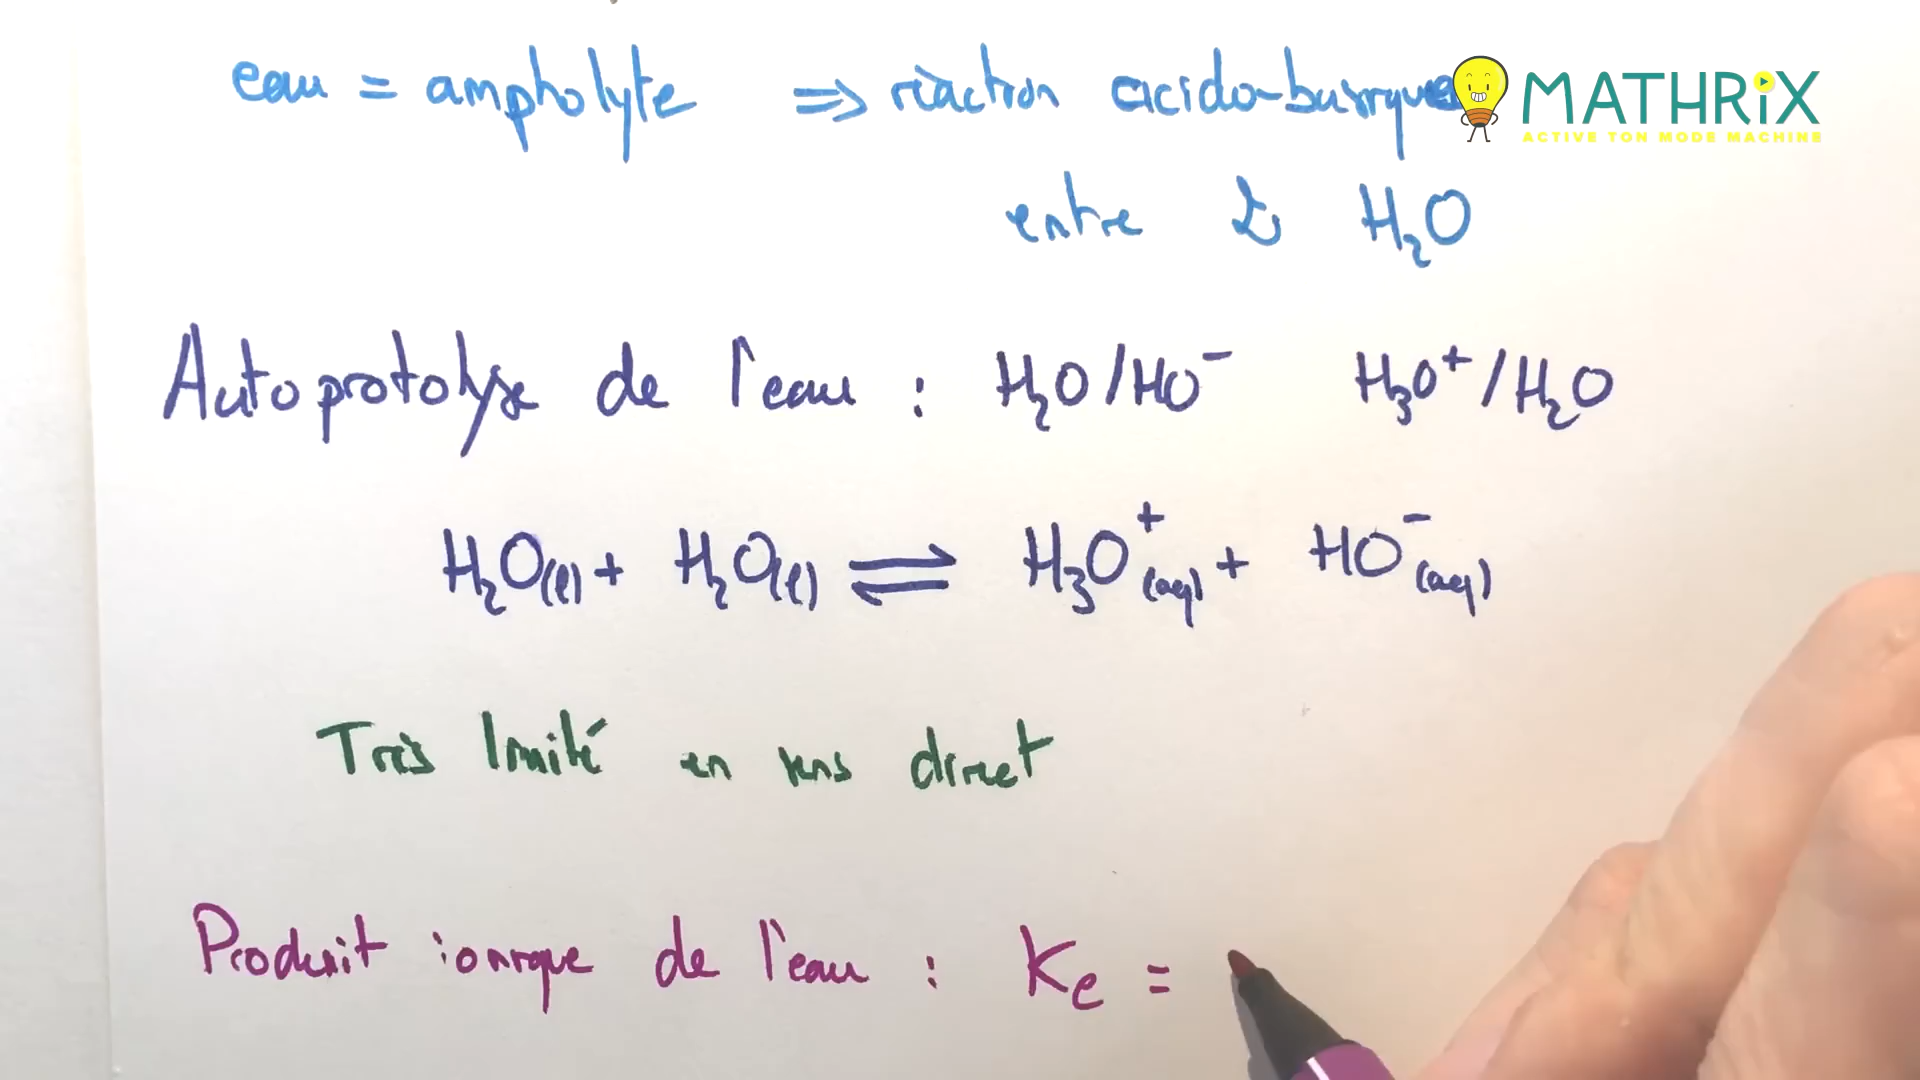 eau = ampholyte ⇒ réaction acido-basique
MATHRiX
ACTIVE TON MODE MACHINE
entre 2 H₂O
Autoprotolyse de l'eau : H₂O/HO⁻ H₃O⁺/H₂O
H₂O(l) + H₂O(l) ⇌ H₃O⁺(aq) + HO⁻(aq)
Très limité en sens direct
Produit ionique de l'eau : Ke =